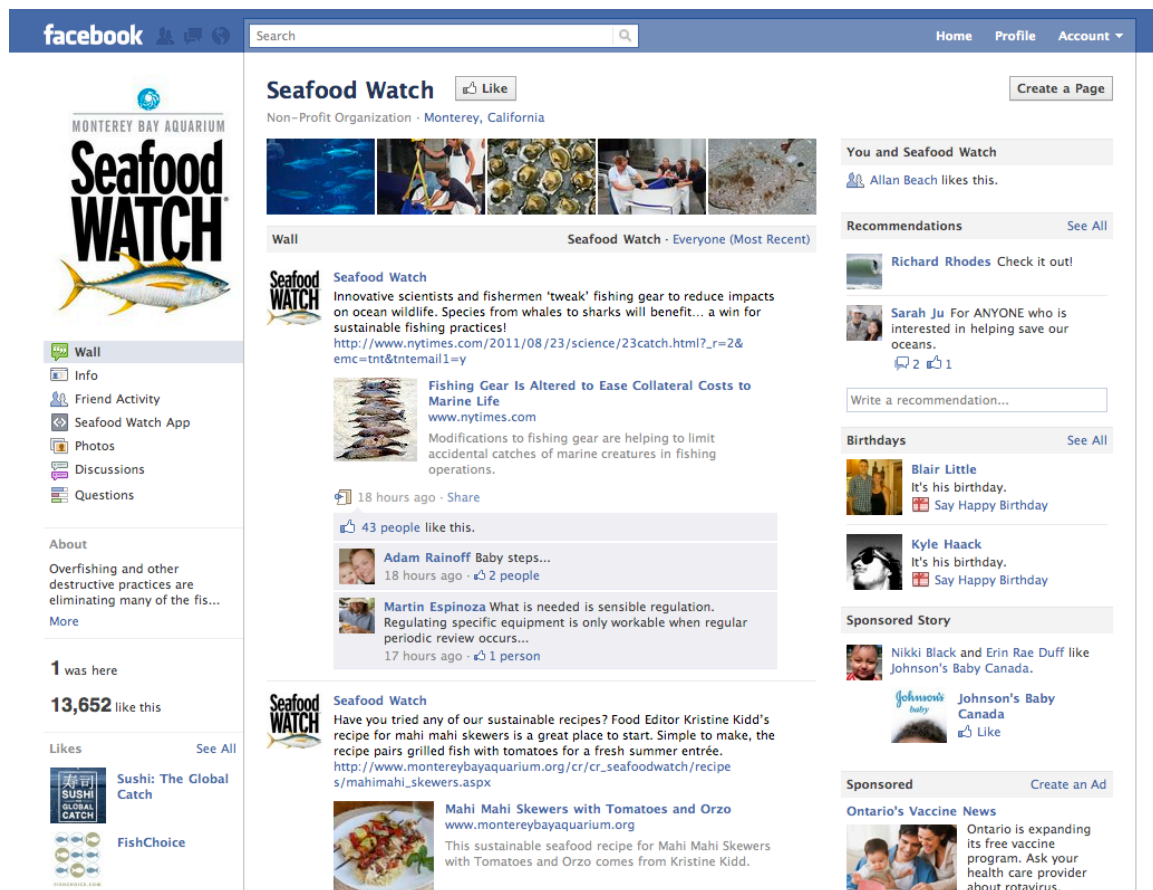 facebook
Search
Home Profile Account
MONTEREY BAY AQUARIUM
Seafood
WATCH®
Wall
Info
Friend Activity
Seafood Watch App
Photos
Discussions
Questions
About
Overfishing and other
destructive practices are
eliminating many of the fis...
More
1 was here
13,652 like this
Likes See All
寿司
SUSHI
THE GLOBAL
CATCH
Sushi: The Global
Catch
FishChoice
FISHCHOICE.COM
Seafood Watch Like
Non-Profit Organization · Monterey, California
Wall Seafood Watch · Everyone (Most Recent)
Seafood
WATCH
Seafood Watch
Innovative scientists and fishermen ‘tweak’ fishing gear to reduce impacts
on ocean wildlife. Species from whales to sharks will benefit... a win for
sustainable fishing practices!
http://www.nytimes.com/2011/08/23/science/23catch.html?_r=2&
emc=tnt&tntemail1=y
Fishing Gear Is Altered to Ease Collateral Costs to
Marine Life
www.nytimes.com
Modifications to fishing gear are helping to limit
accidental catches of marine creatures in fishing
operations.
18 hours ago · Share
43 people like this.
Adam Rainoff Baby steps...
18 hours ago · 2 people
Martin Espinoza What is needed is sensible regulation.
Regulating specific equipment is only workable when regular
periodic review occurs...
17 hours ago · 1 person
Seafood
WATCH
Seafood Watch
Have you tried any of our sustainable recipes? Food Editor Kristine Kidd’s
recipe for mahi mahi skewers is a great place to start. Simple to make, the
recipe pairs grilled fish with tomatoes for a fresh summer entrée.
http://www.montereybayaquarium.org/cr/cr_seafoodwatch/recipe
s/mahimahi_skewers.aspx
Mahi Mahi Skewers with Tomatoes and Orzo
www.montereybayaquarium.org
This sustainable seafood recipe for Mahi Mahi Skewers
with Tomatoes and Orzo comes from Kristine Kidd.
Create a Page
You and Seafood Watch
Allan Beach likes this.
Recommendations See All
Richard Rhodes Check it out!
Sarah Ju For ANYONE who is
interested in helping save our
oceans.
2 1
Write a recommendation...
Birthdays See All
Blair Little
It's his birthday.
Say Happy Birthday
Kyle Haack
It's his birthday.
Say Happy Birthday
Sponsored Story
Nikki Black and Erin Rae Duff like
Johnson's Baby Canada.
Johnson's
baby
Johnson's Baby
Canada
Like
Sponsored Create an Ad
Ontario's Vaccine News
Ontario is expanding
its free vaccine
program. Ask your
health care provider
about rotavirus.